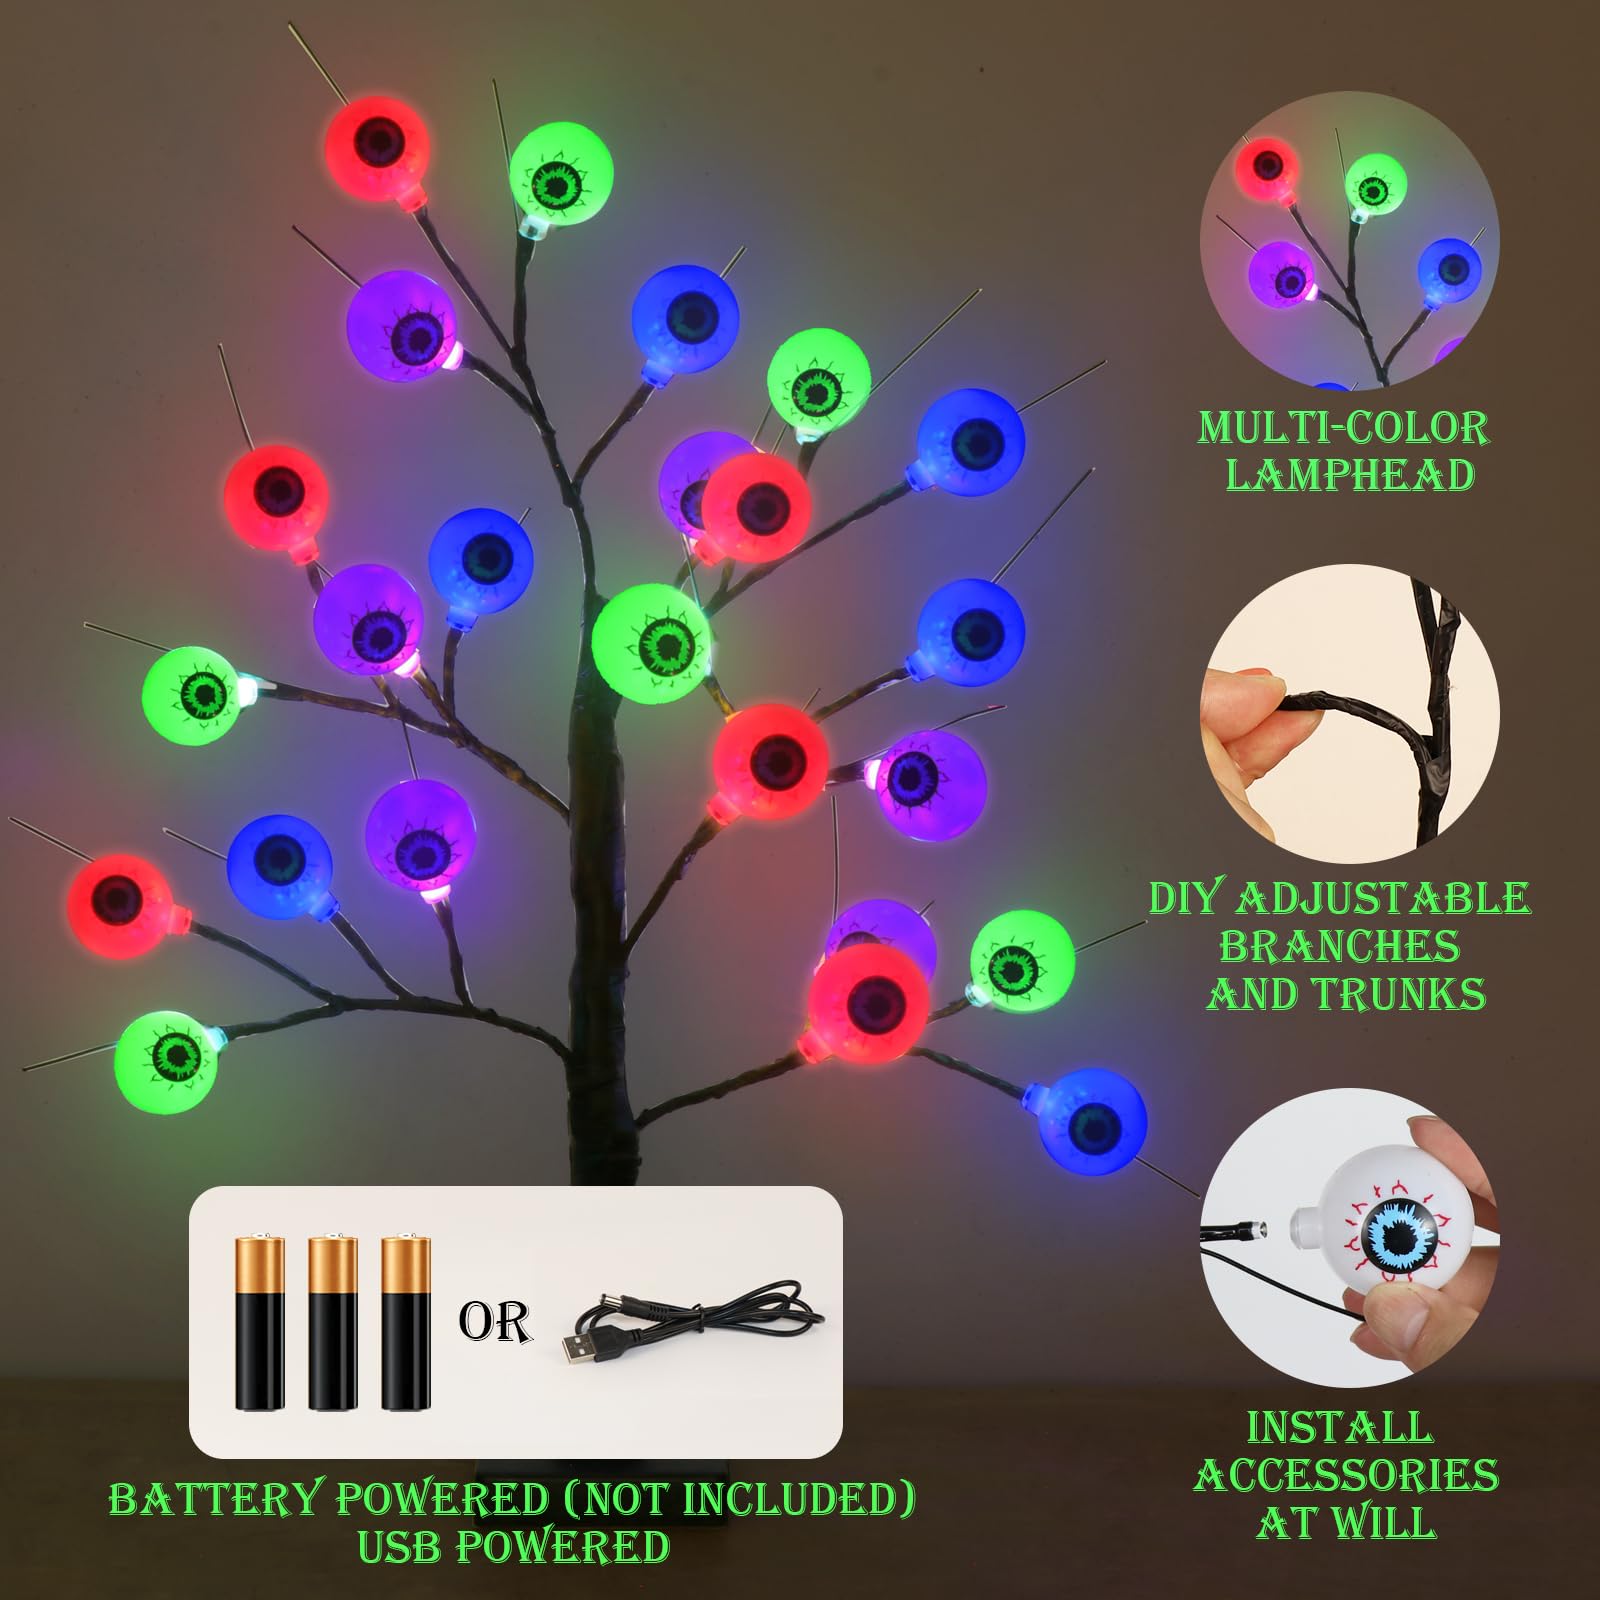 MULTI-COLOR
LAMPHEAD
DIY ADJUSTABLE
BRANCHES
AND TRUNKS
INSTALL
ACCESSORIES
AT WILL
OR
BATTERY POWERED (NOT INCLUDED)
USB POWERED